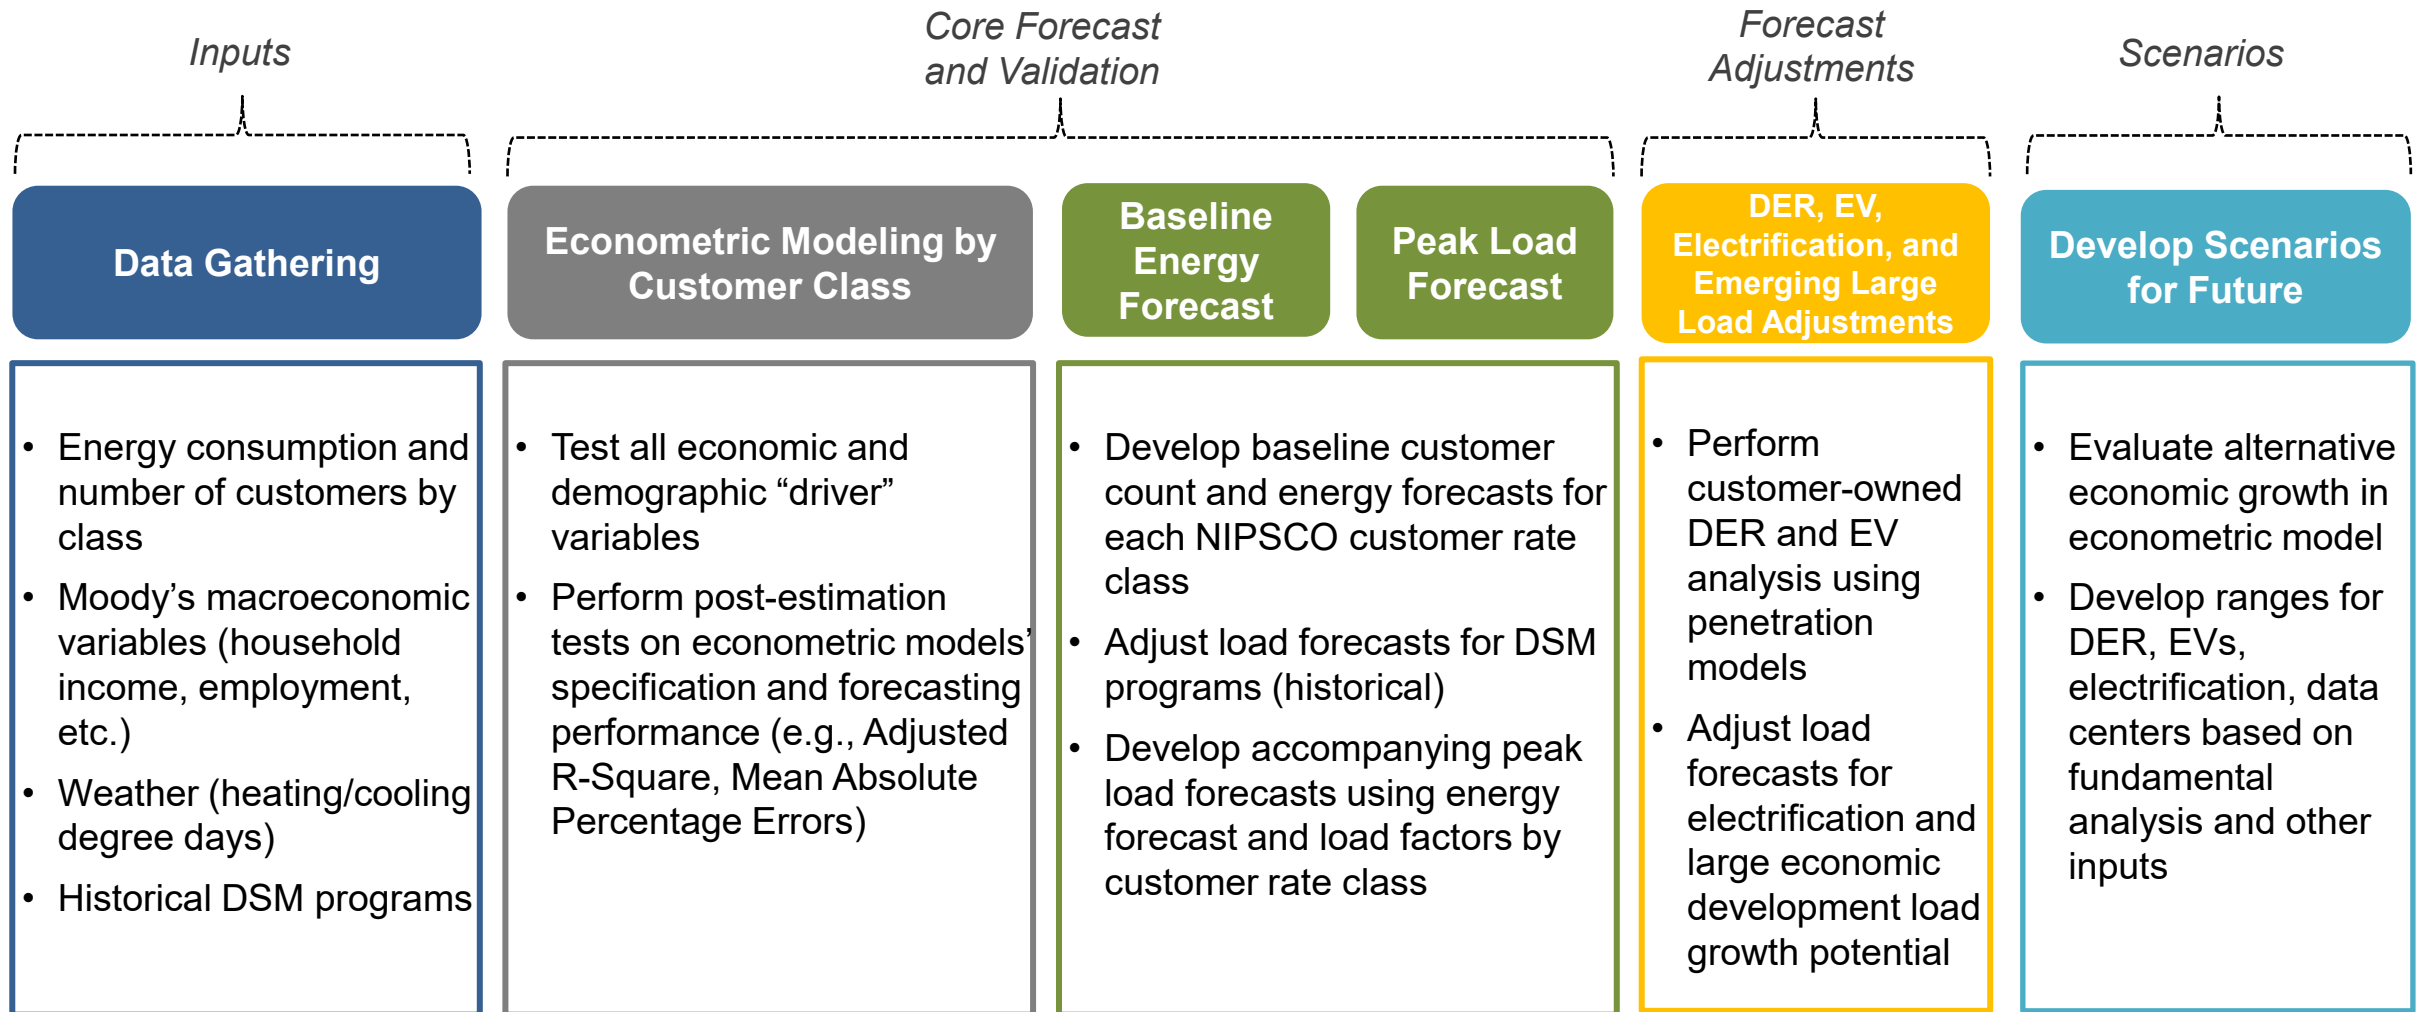 Inputs
Core Forecast
and Validation
Forecast
Adjustments
Scenarios
Data Gathering
Econometric Modeling by
Customer Class
Baseline
Energy
Forecast
Peak Load
Forecast
DER, EV,
Electrification, and
Emerging Large
Load Adjustments
Develop Scenarios
for Future
• Energy consumption and
number of customers by
class
• Moody’s macroeconomic
variables (household
income, employment,
etc.)
• Weather (heating/cooling
degree days)
• Historical DSM programs
• Test all economic and
demographic “driver”
variables
• Perform post-estimation
tests on econometric models’
specification and forecasting
performance (e.g., Adjusted
R-Square, Mean Absolute
Percentage Errors)
• Develop baseline customer
count and energy forecasts for
each NIPSCO customer rate
class
• Adjust load forecasts for DSM
programs (historical)
• Develop accompanying peak
load forecasts using energy
forecast and load factors by
customer rate class
• Perform
customer-owned
DER and EV
analysis using
penetration
models
• Adjust load
forecasts for
electrification and
large economic
development load
growth potential
• Evaluate alternative
economic growth in
econometric model
• Develop ranges for
DER, EVs,
electrification, data
centers based on
fundamental
analysis and other
inputs